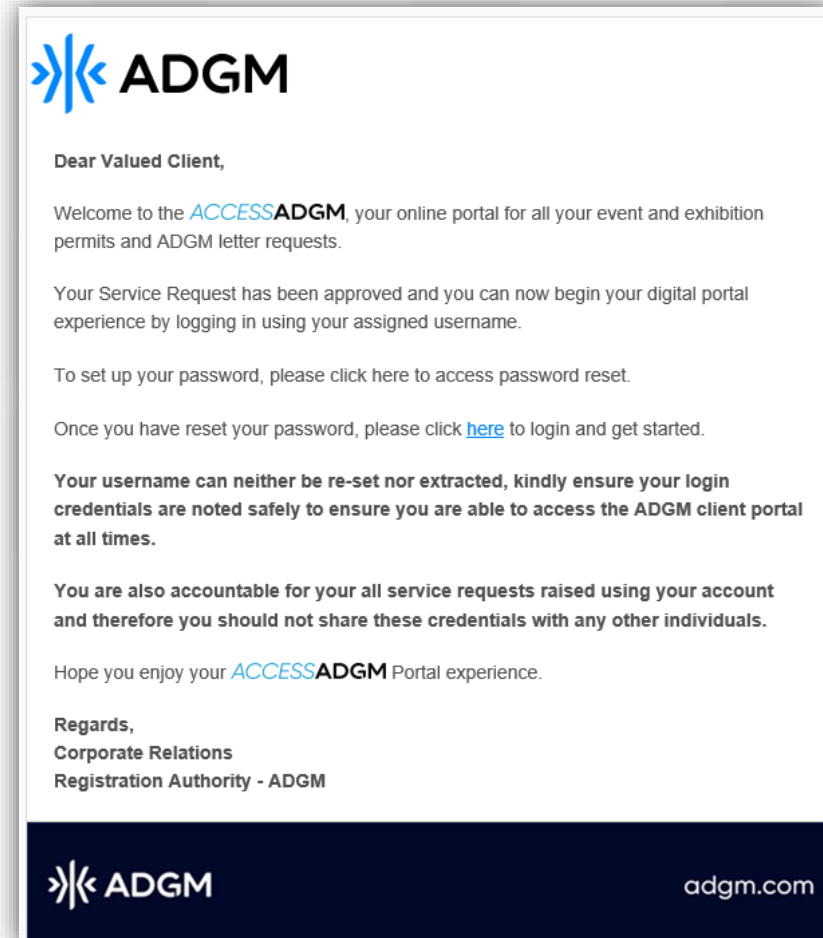 ADGM
Dear Valued Client,
Welcome to the ACCESSADGM, your online portal for all your event and exhibition
permits and ADGM letter requests.
Your Service Request has been approved and you can now begin your digital portal
experience by logging in using your assigned username.
To set up your password, please click here to access password reset.
Once you have reset your password, please click here to login and get started.
Your username can neither be re-set nor extracted, kindly ensure your login
credentials are noted safely to ensure you are able to access the ADGM client portal
at all times.
You are also accountable for your all service requests raised using your account
and therefore you should not share these credentials with any other individuals.
Hope you enjoy your ACCESSADGM Portal experience.
Regards,
Corporate Relations
Registration Authority - ADGM
ADGM
adgm.com